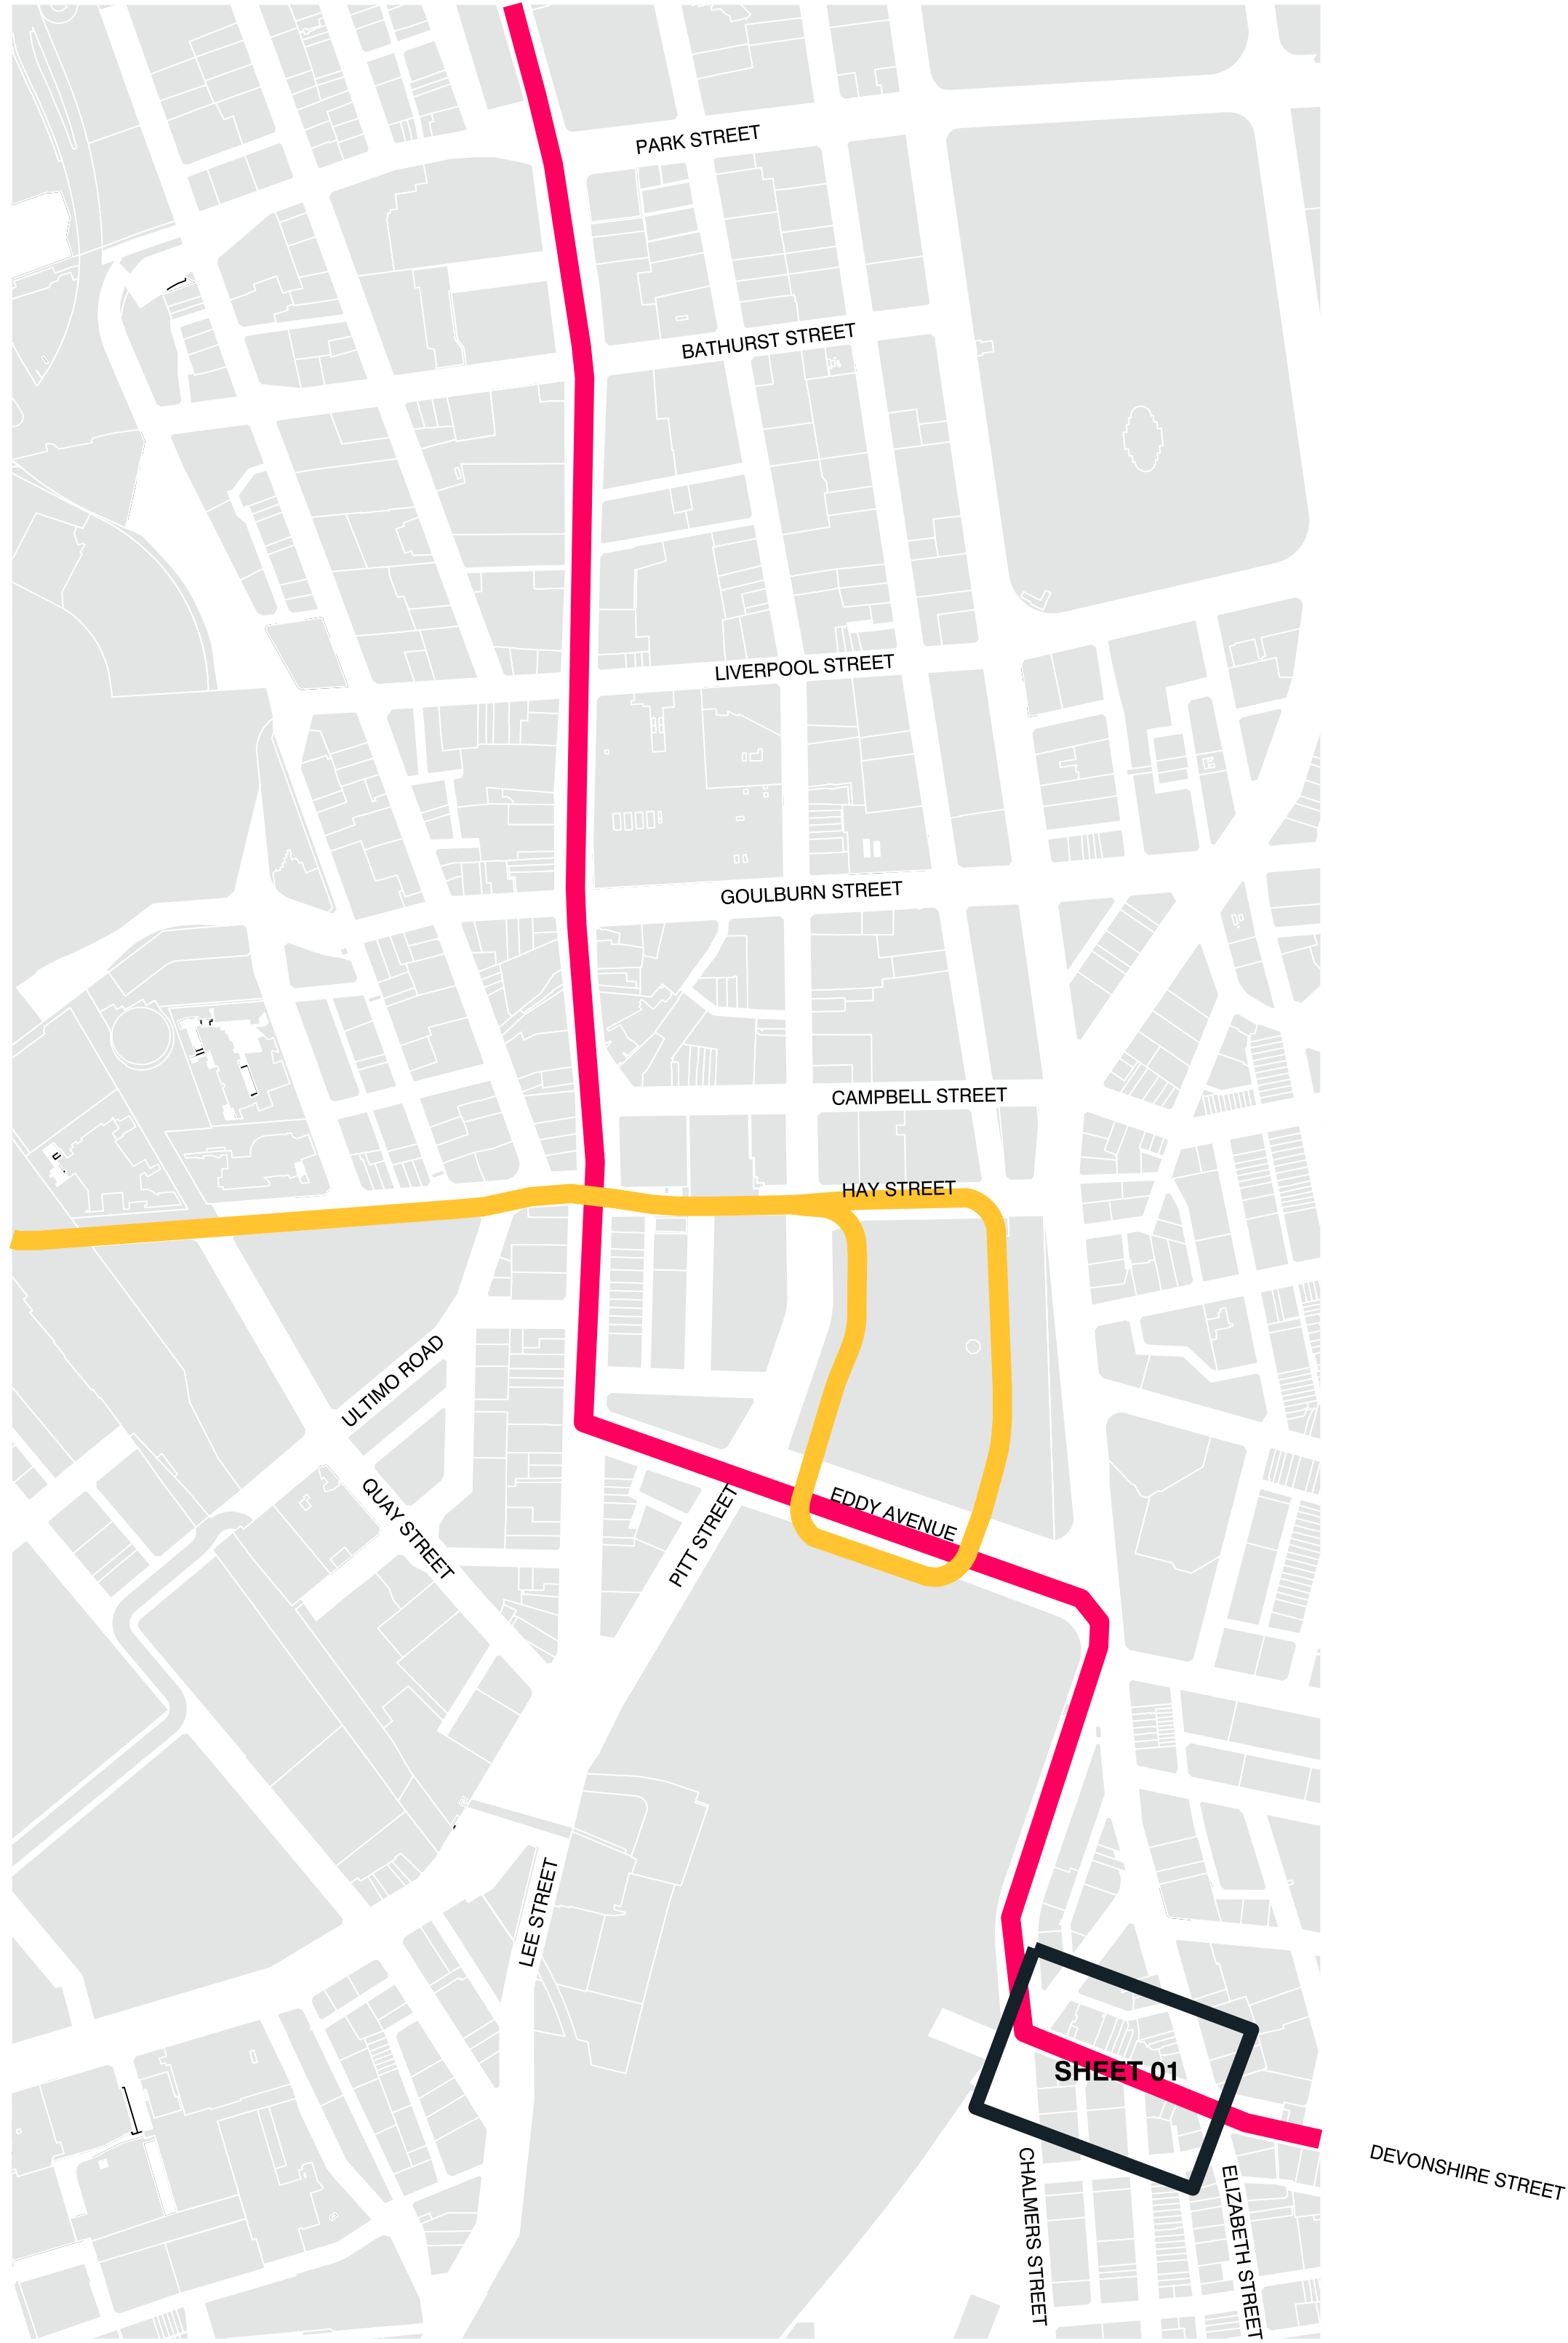 PARK STREET
BATHURST STREET
LIVERPOOL STREET
GOULBURN STREET
CAMPBELL STREET
HAY STREET
ULTIMO ROAD
QUAY STREET
PITT STREET
EDDY AVENUE
LEE STREET
SHEET 01
CHALMERS STREET
ELIZABETH STREET
DEVONSHIRE STREET